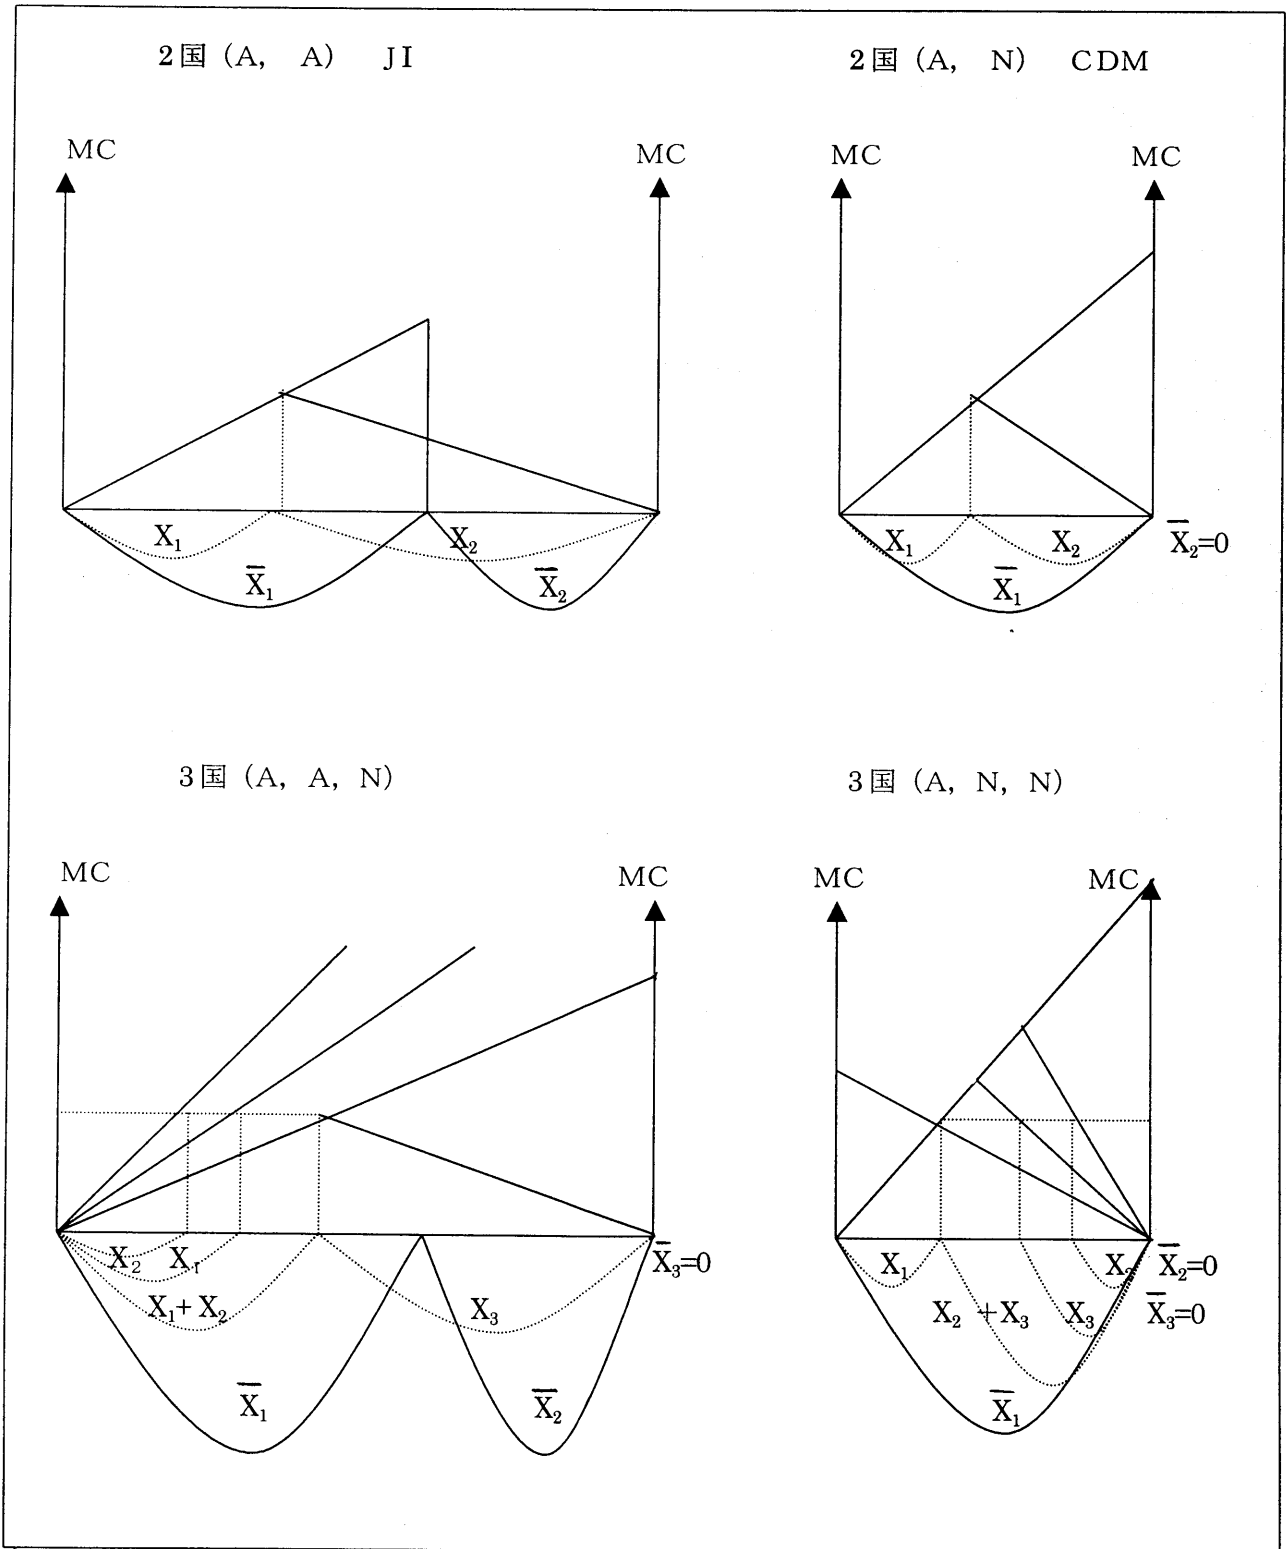 2国（A, A） JI
MC
MC
X₁
X₂
X̄₁
X̄₂
2国（A, N） CDM
MC
MC
X₁
X₂
X̄₂=0
X̄₁
3国（A, A, N）
MC
MC
X₂
X₁
X̄₃=0
X₁+X₂
X₃
X̄₁
X̄₂
3国（A, N, N）
MC
MC
X₁
X₂
X̄₂=0
X₂+X₃
X₃
X̄₃=0
X̄₁